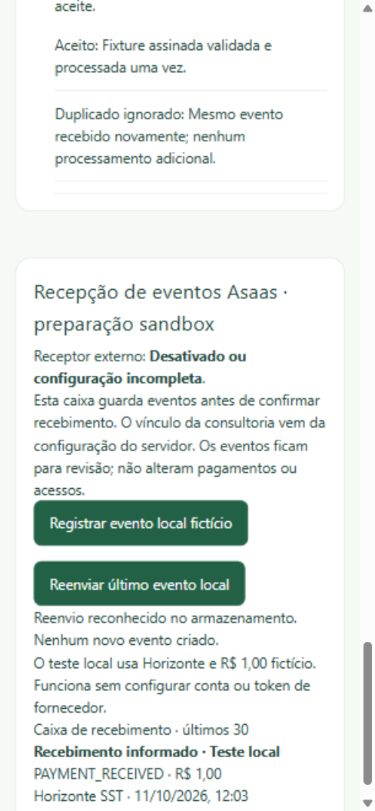 aceite.
Aceito: Fixture assinada validada e
processada uma vez.
Duplicado ignorado: Mesmo evento
recebido novamente; nenhum
processamento adicional.
Recepção de eventos Asaas ·
preparação sandbox
Receptor externo: Desativado ou
configuração incompleta.
Esta caixa guarda eventos antes de confirmar
recebimento. O vínculo da consultoria vem da
configuração do servidor. Os eventos ficam
para revisão; não alteram pagamentos ou
acessos.
Registrar evento local fictício
Reenviar último evento local
Reenvio reconhecido no armazenamento.
Nenhum novo evento criado.
O teste local usa Horizonte e R$ 1,00 fictício.
Funciona sem configurar conta ou token de
fornecedor.
Caixa de recebimento · últimos 30
Recebimento informado · Teste local
PAYMENT_RECEIVED · R$ 1,00
Horizonte SST · 11/10/2026, 12:03